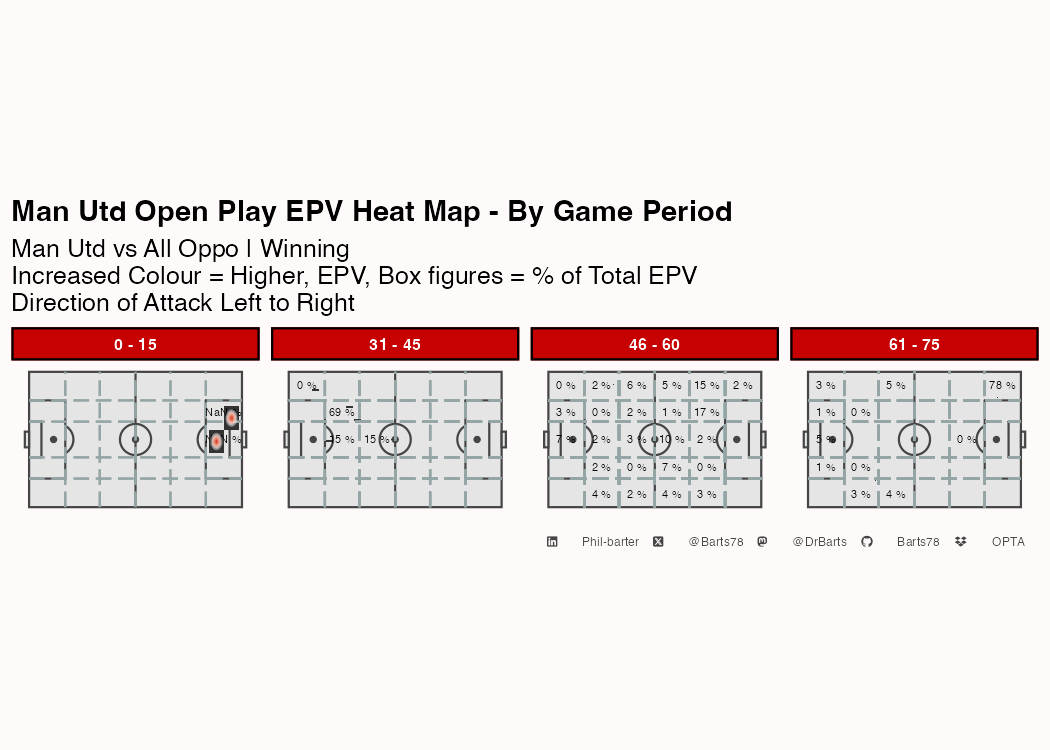 Man Utd Open Play EPV Heat Map - By Game Period
Man Utd vs All Oppo | Winning
Increased Colour = Higher, EPV, Box figures = % of Total EPV
Direction of Attack Left to Right
0 - 15
31 - 45
46 - 60
61 - 75
NaN %
NaN %
0 %
69 %
15 % 15 %
0 % 2 % 6 % 5 % 15 % 2 %
3 % 0 % 2 % 1 % 17 %
7 % 2 % 3 % 10 % 2 %
2 % 0 % 7 % 0 %
4 % 2 % 4 % 3 %
3 % 5 % 78 %
1 % 0 %
5 % 0 %
1 % 0 %
3 % 4 %
Phil-barter @Barts78 @DrBarts Barts78 OPTA